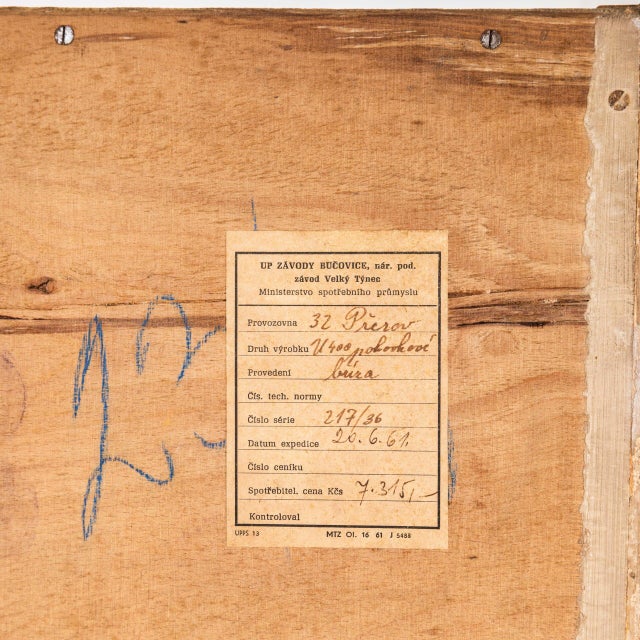 UP ZÁVODY BUČOVICE, nár. pod.
závod Velký Týnec
Ministerstvo spotřebního průmyslu
Provozovna 32 Přerov
Druh výrobku U400 pokojové
Provedení bříza
Čís. tech. normy
Číslo série 217/36
Datum expedice 20.6.61.
Číslo ceníku
Spotřebitel. cena Kčs 7.315,—
Kontroloval
UPFS 13 MTZ Ol. 16 61 J 5488